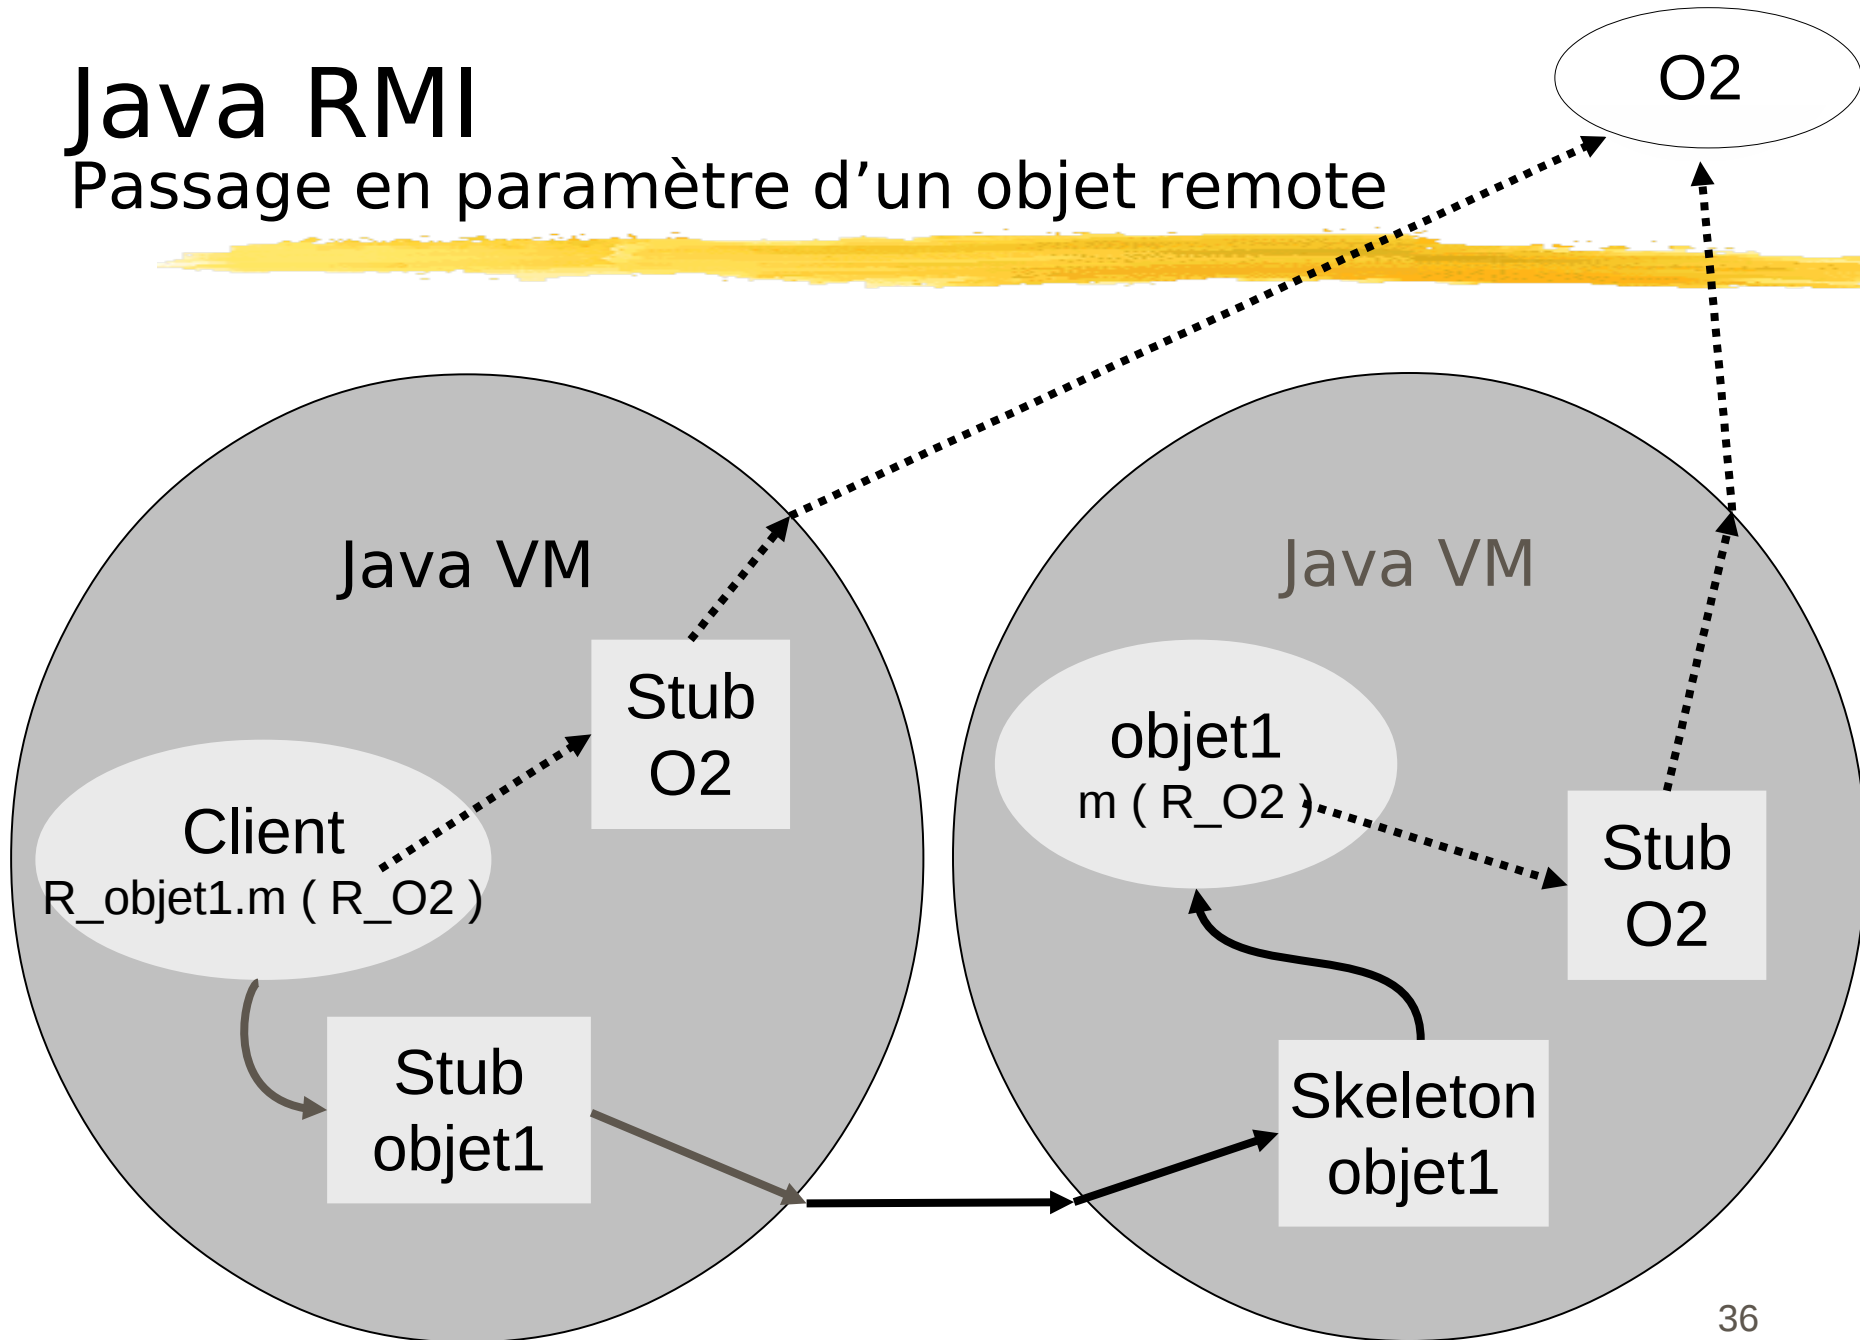 Java RMI
Passage en paramètre d’un objet remote
O2
Java VM
Stub
O2
Client
R_objet1.m ( R_O2 )
Stub
objet1
Java VM
objet1
m ( R_O2 )
Stub
O2
Skeleton
objet1
36